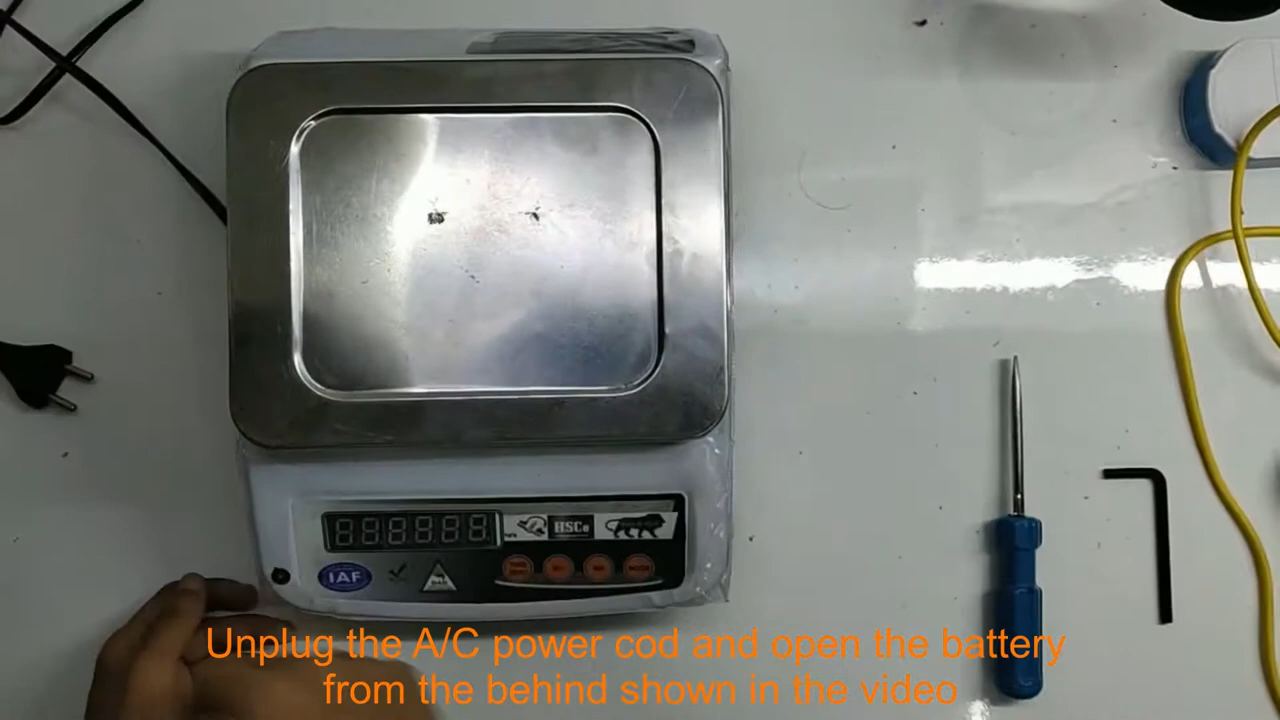 HSCo
IAF
Unplug the A/C power cod and open the battery
from the behind shown in the video